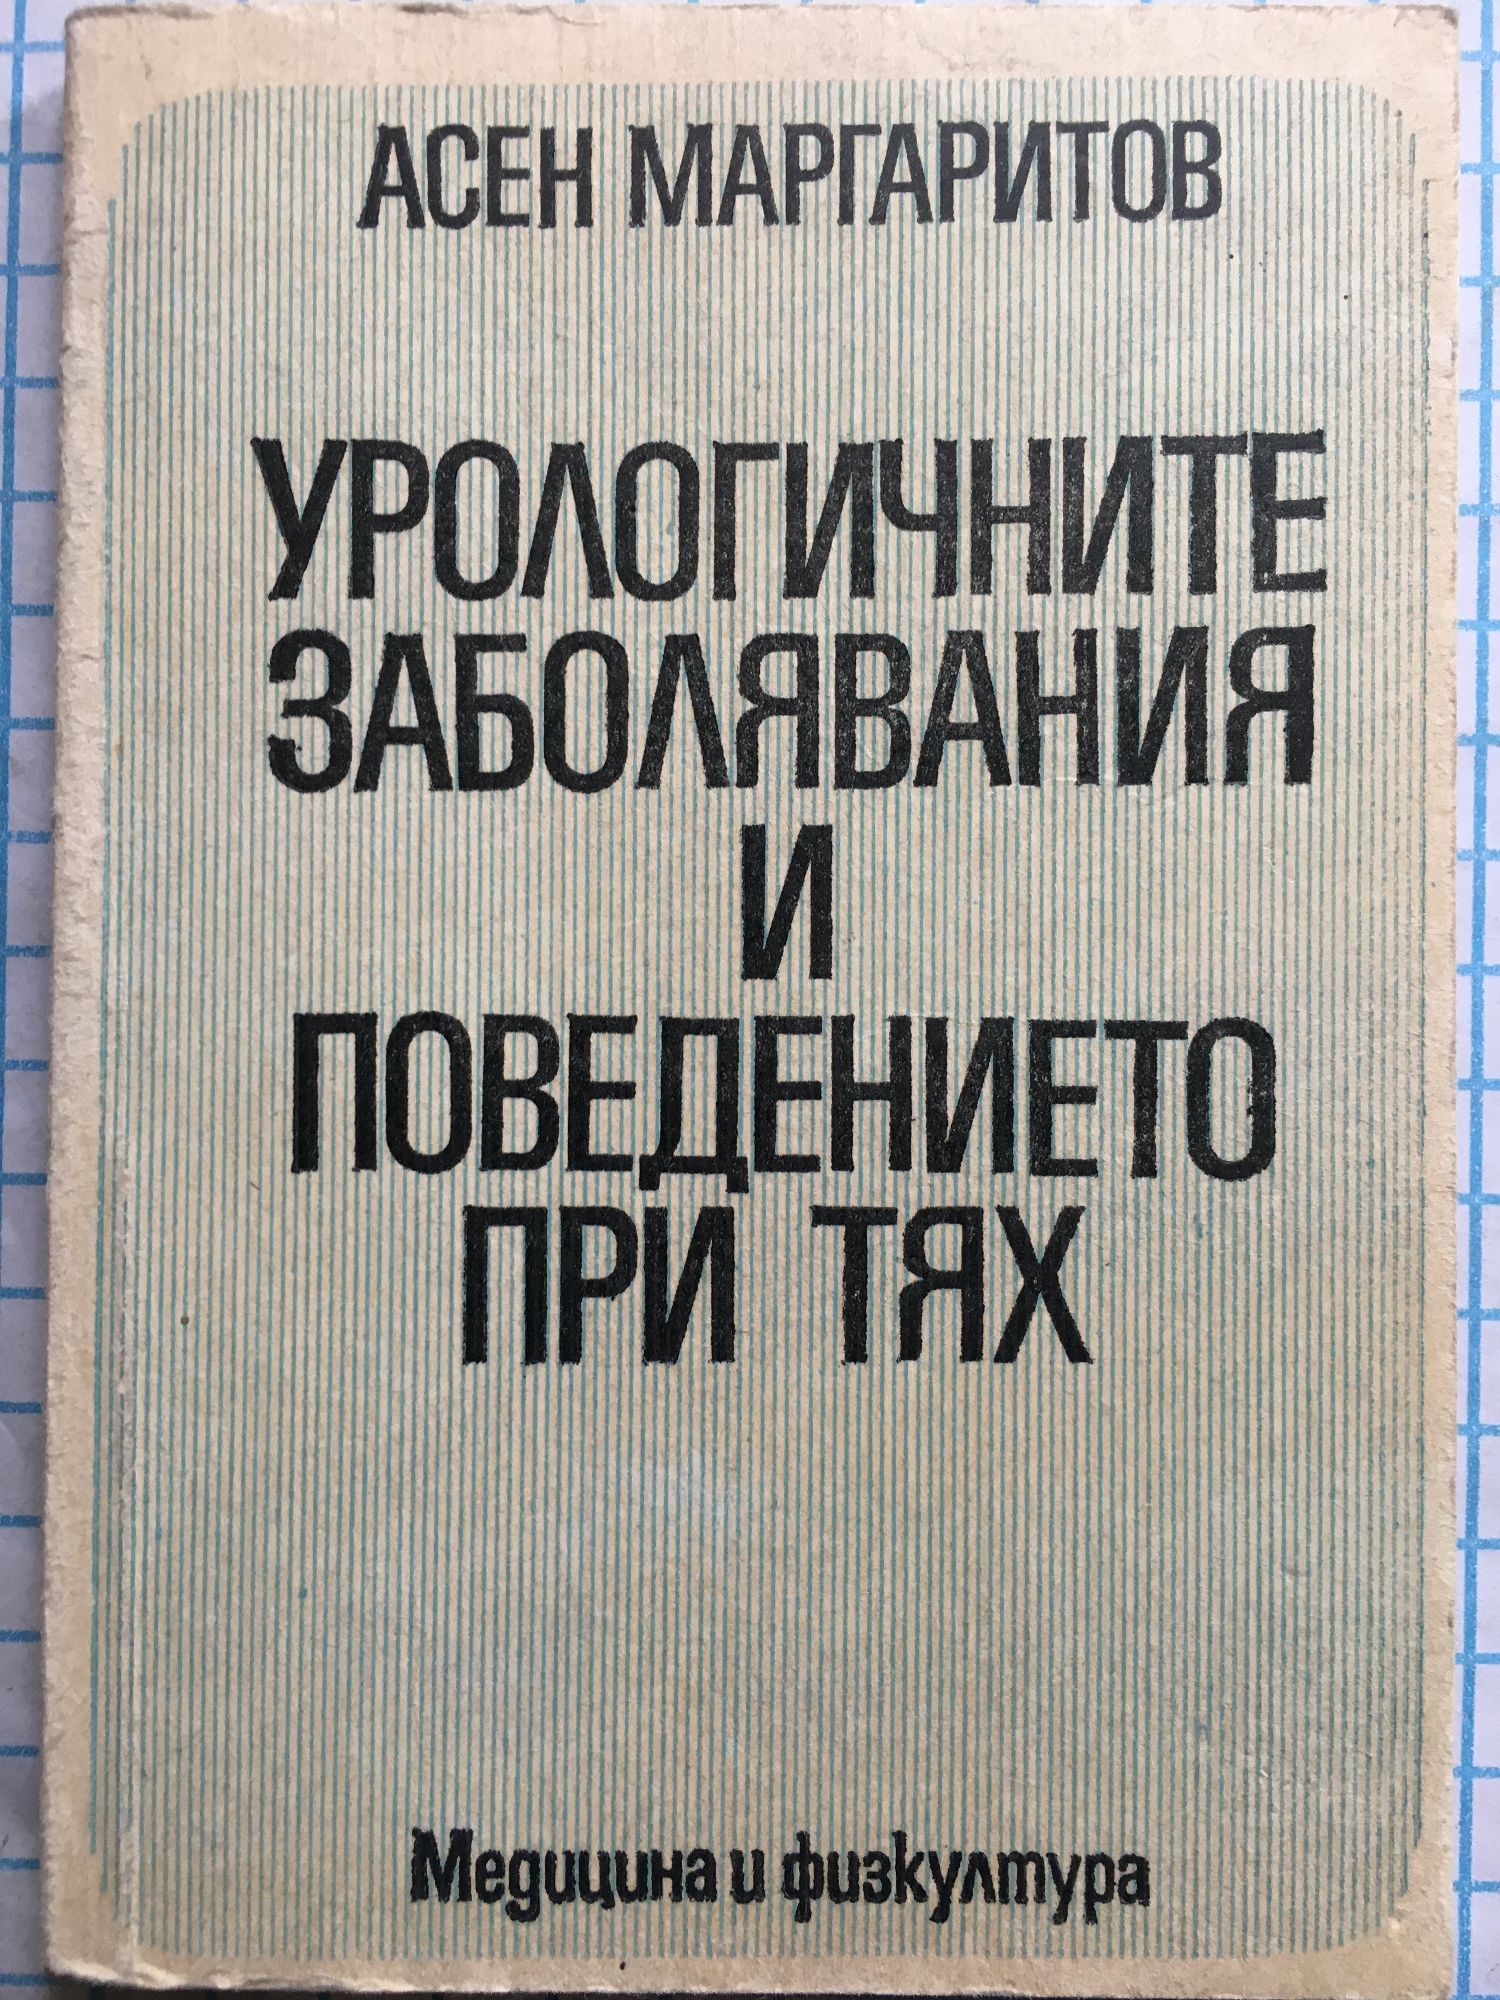 АСЕН МАРГАРИТОВ
УРОЛОГИЧНИТЕ
ЗАБОЛЯВАНИЯ
И
ПОВЕДЕНИЕТО
ПРИ ТЯХ
Медицина и физкултура